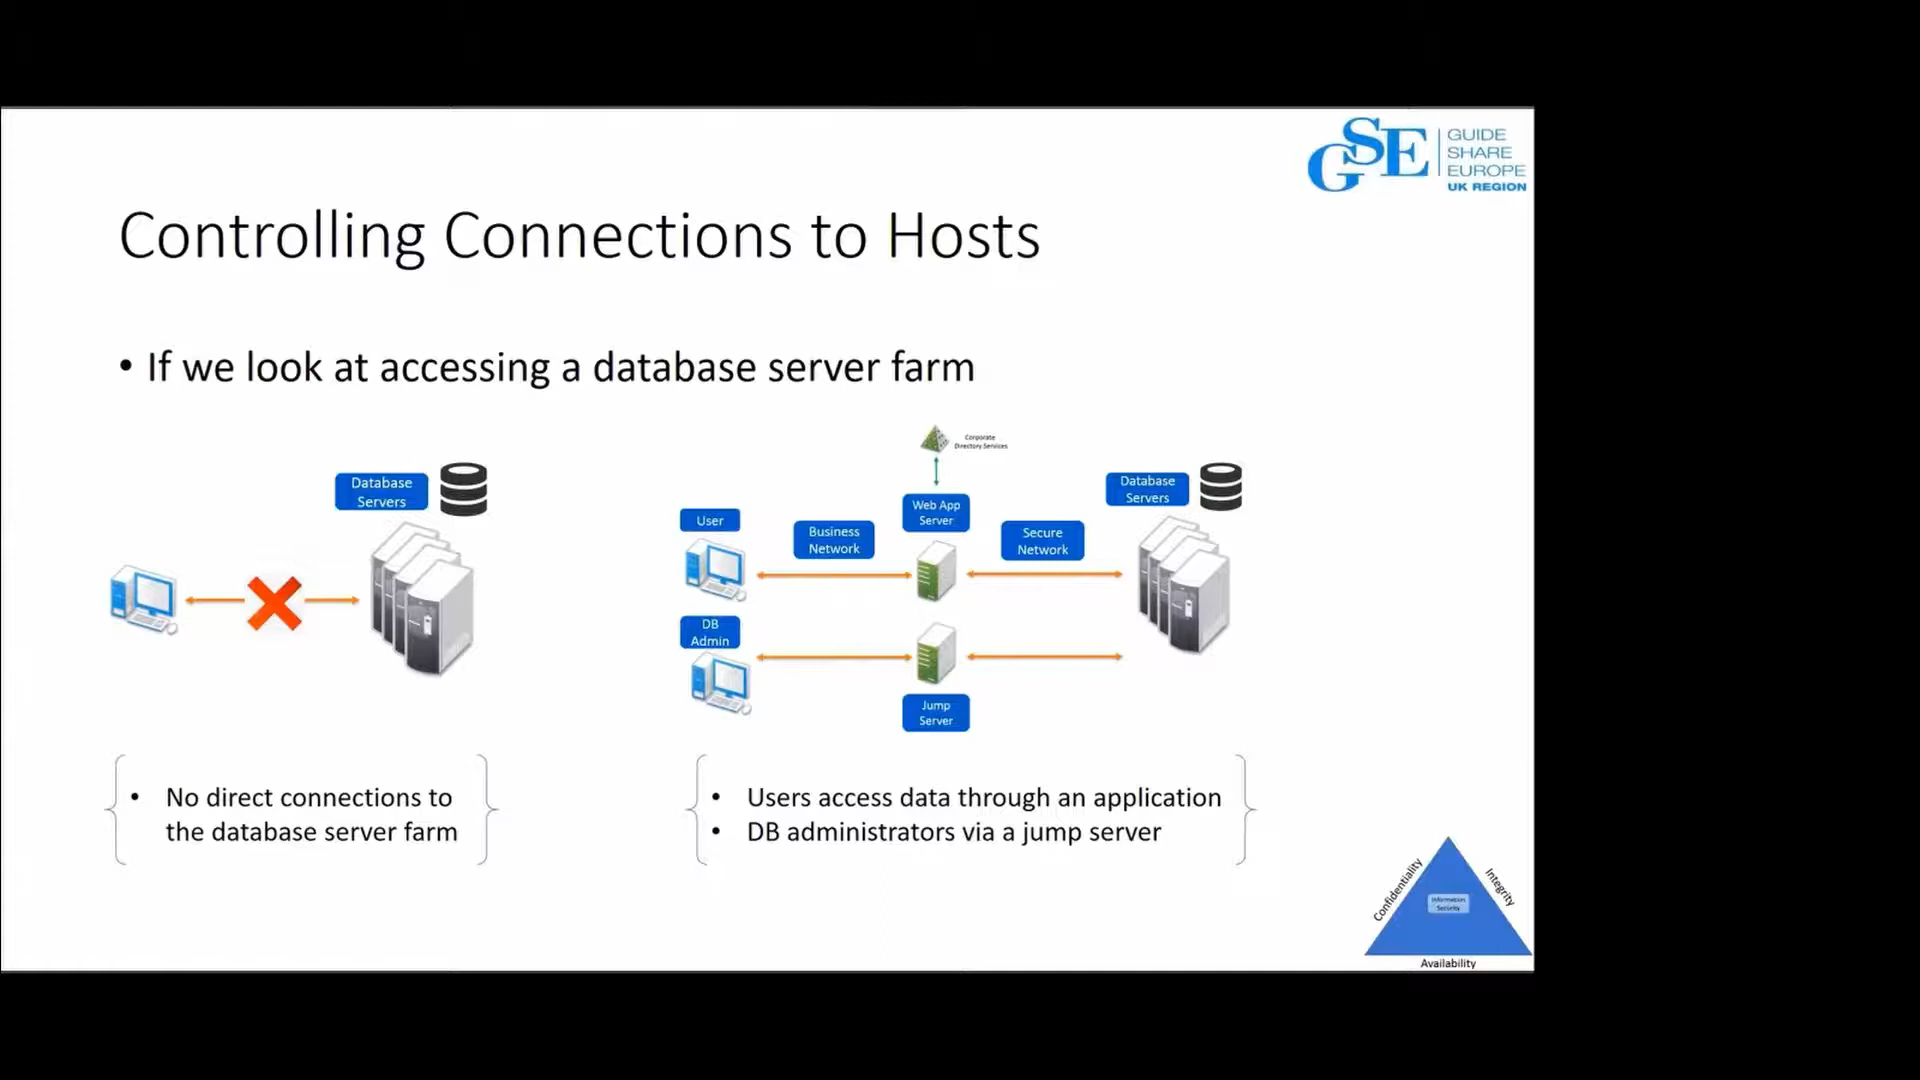 GSE
GUIDE
SHARE
EUROPE
UK REGION
Controlling Connections to Hosts
• If we look at accessing a database server farm
Database
Servers
Corporate
Directory Services
Web App
Server
User
Business
Network
Secure
Network
Database
Servers
DB
Admin
Jump
Server
• No direct connections to
the database server farm
• Users access data through an application
• DB administrators via a jump server
Confidentiality
Integrity
Information
Security
Availability